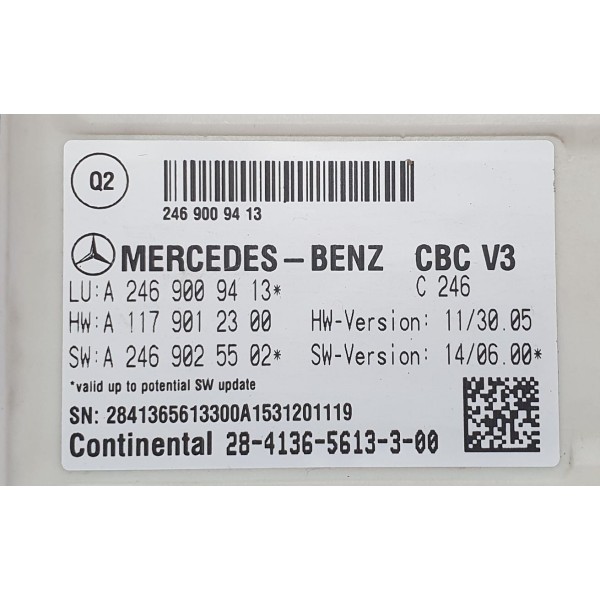 Q2
246 900 94 13
MERCEDES-BENZ CBC V3
LU:A 246 900 94 13* C 246
HW:A 117 901 23 00 HW-Version: 11/30.05
SW:A 246 902 55 02* SW-Version: 14/06.00*
*valid up to potential SW update
SN: 2841365613300A1531201119
Continental 28-4136-5613-3-00